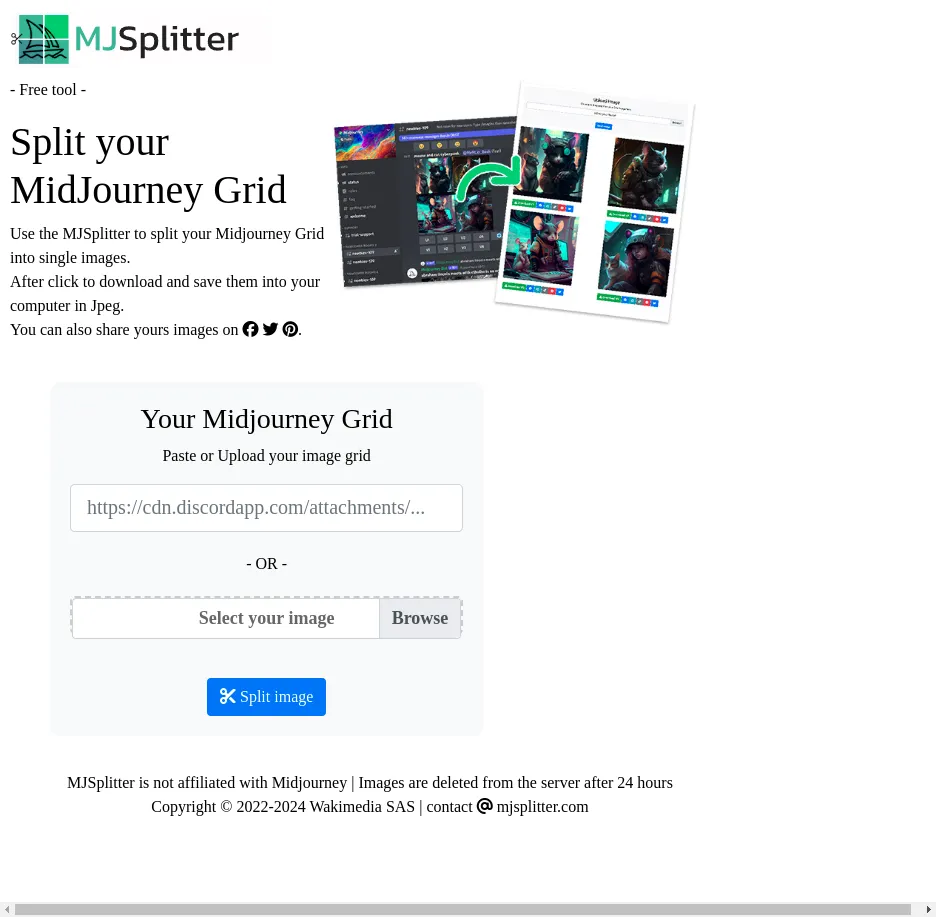 MJSplitter
- Free tool -
Split your
MidJourney Grid
Use the MJSplitter to split your Midjourney Grid
into single images.
After click to download and save them into your
computer in Jpeg.
You can also share yours images on .
Your Midjourney Grid
Paste or Upload your image grid
https://cdn.discordapp.com/attachments/...
- OR -
Select your image
Browse
Split image
MJSplitter is not affiliated with Midjourney | Images are deleted from the server after 24 hours
Copyright © 2022-2024 Wakimedia SAS | contact @ mjsplitter.com